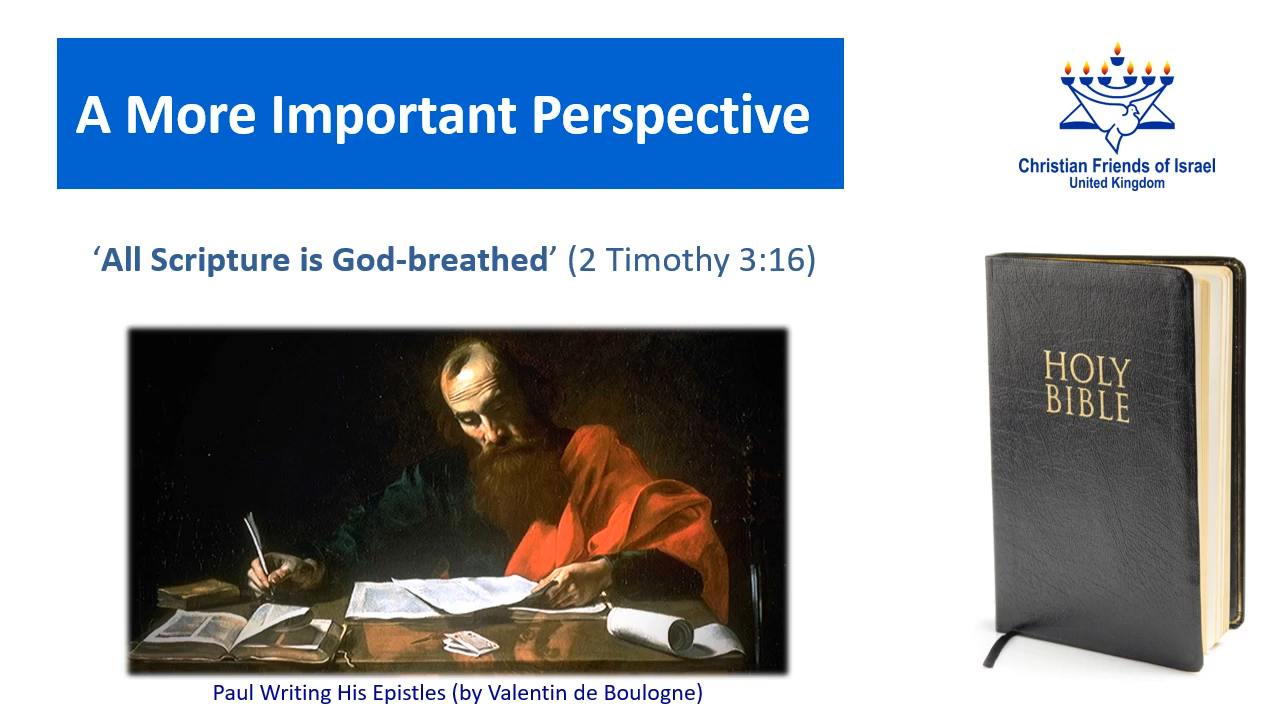 A More Important Perspective
Christian Friends of Israel
United Kingdom
‘All Scripture is God-breathed’ (2 Timothy 3:16)
HOLY
BIBLE
Paul Writing His Epistles (by Valentin de Boulogne)